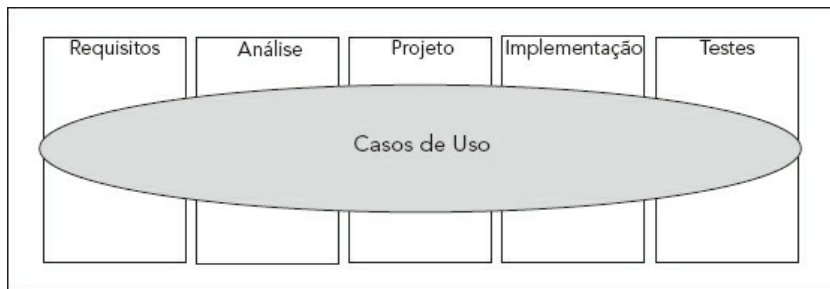 Requisitos
Análise
Projeto
Implementação
Testes
Casos de Uso